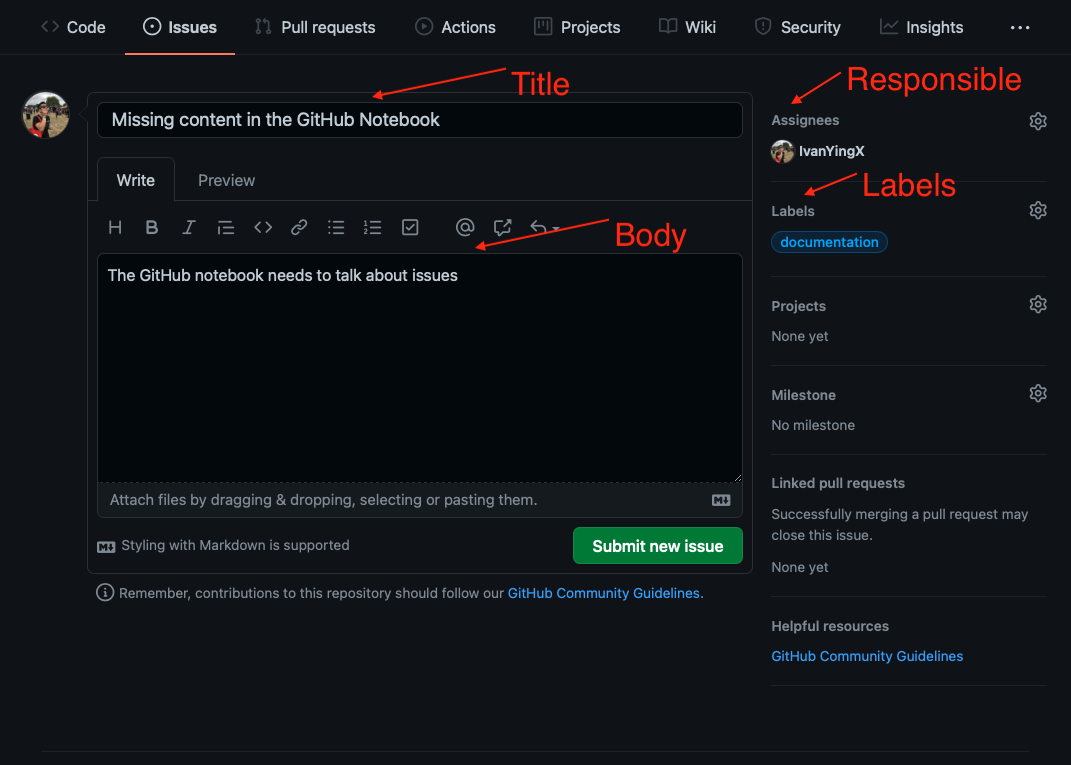 Code Issues Pull requests Actions Projects Wiki Security Insights
Title
Responsible
Missing content in the GitHub Notebook
Assignees
IvanYingX
Write Preview
Labels
Labels
documentation
H B I
Body
The GitHub notebook needs to talk about issues
Projects
None yet
Milestone
No milestone
Attach files by dragging & dropping, selecting or pasting them.
Styling with Markdown is supported
Submit new issue
Remember, contributions to this repository should follow our GitHub Community Guidelines.
Linked pull requests
Successfully merging a pull request may
close this issue.
None yet
Helpful resources
GitHub Community Guidelines